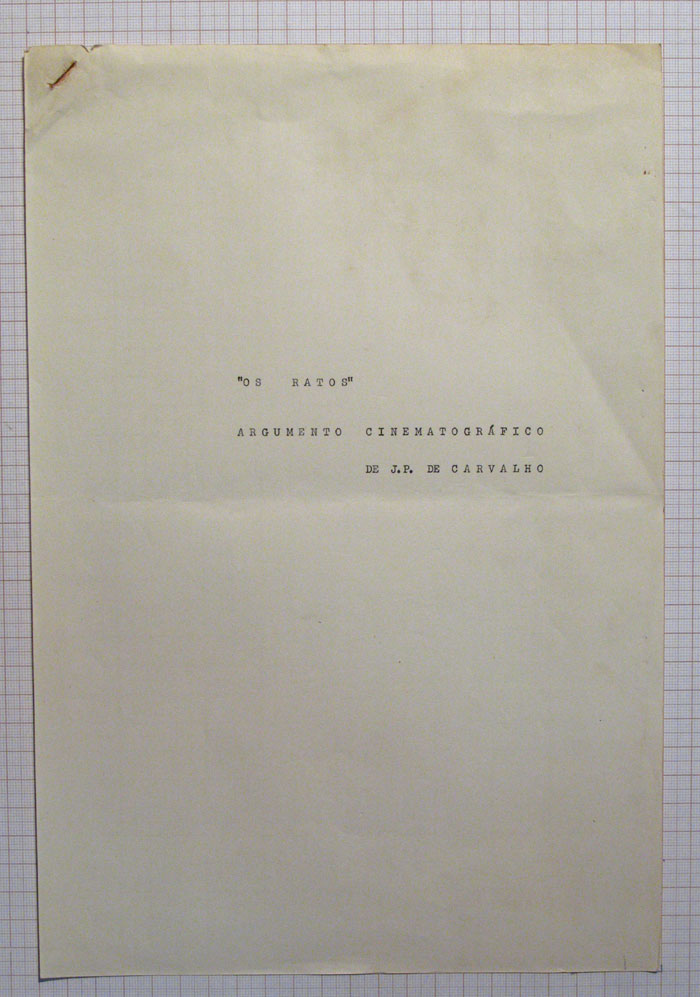 "OS RATOS"
ARGUMENTO CINEMATOGRÁFICO
DE J.P. DE CARVALHO